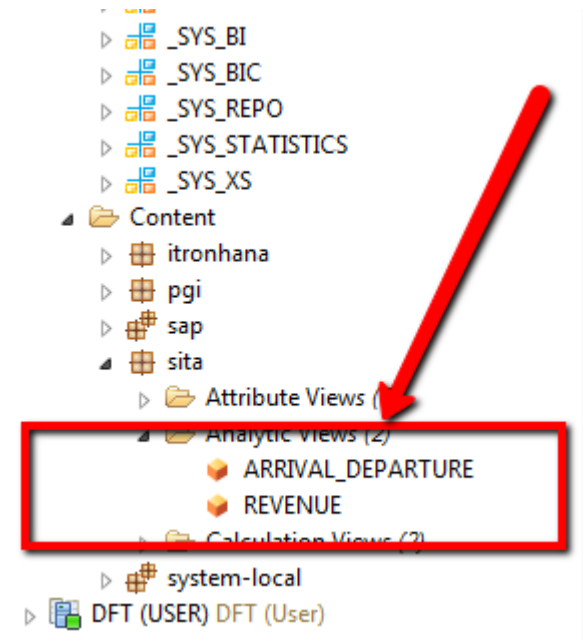 _SYS_BI
_SYS_BIC
_SYS_REPO
_SYS_STATISTICS
_SYS_XS
Content
itronhana
pgi
sap
sita
Attribute Views (
Analytic Views (2)
ARRIVAL_DEPARTURE
REVENUE
Calculation Views
system-local
DFT (USER) DFT (User)